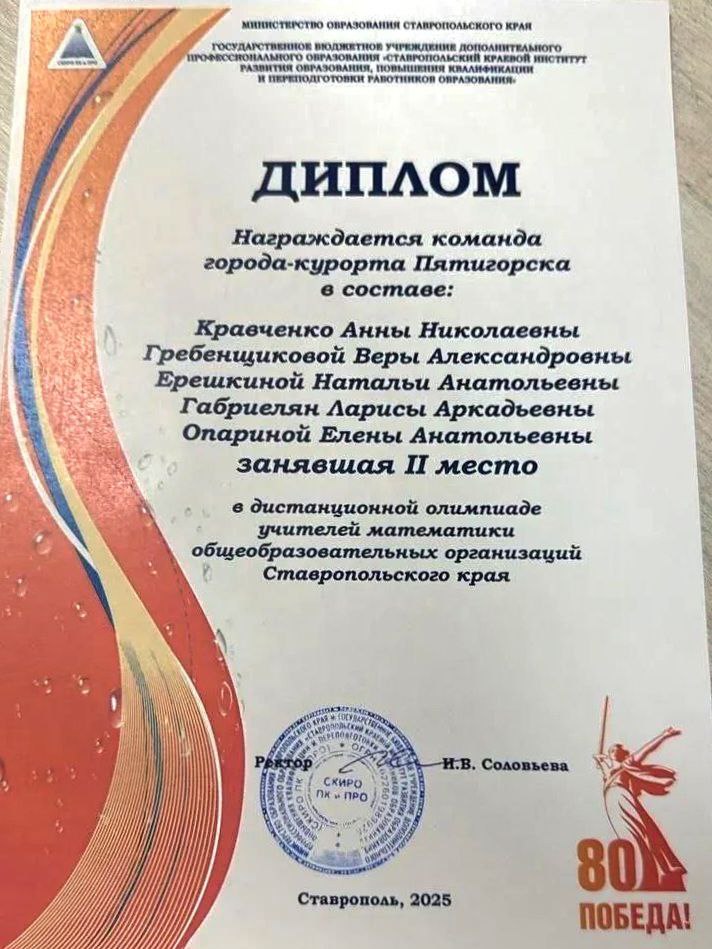 МИНИСТЕРСТВО ОБРАЗОВАНИЯ СТАВРОПОЛЬСКОГО КРАЯ
ГОСУДАРСТВЕННОЕ БЮДЖЕТНОЕ УЧРЕЖДЕНИЕ ДОПОЛНИТЕЛЬНОГО
ПРОФЕССИОНАЛЬНОГО ОБРАЗОВАНИЯ «СТАВРОПОЛЬСКИЙ КРАЕВОЙ ИНСТИТУТ
РАЗВИТИЯ ОБРАЗОВАНИЯ, ПОВЫШЕНИЯ КВАЛИФИКАЦИИ
И ПЕРЕПОДГОТОВКИ РАБОТНИКОВ ОБРАЗОВАНИЯ»
СКИРО ПК и ПРО
ДИПЛОМ
Награждается команда
города-курорта Пятигорска
в составе:
Кравченко Анны Николаевны
Гребенщиковой Веры Александровны
Ерешкиной Натальи Анатольевны
Габриелян Ларисы Аркадьевны
Опариной Елены Анатольевны
занявшая II место
в дистанционной олимпиаде
учителей математики
общеобразовательных организаций
Ставропольского края
Ректор И.В. Соловьева
СКИРО
ПК и ПРО
Ставрополь, 2025
80
ПОБЕДА!